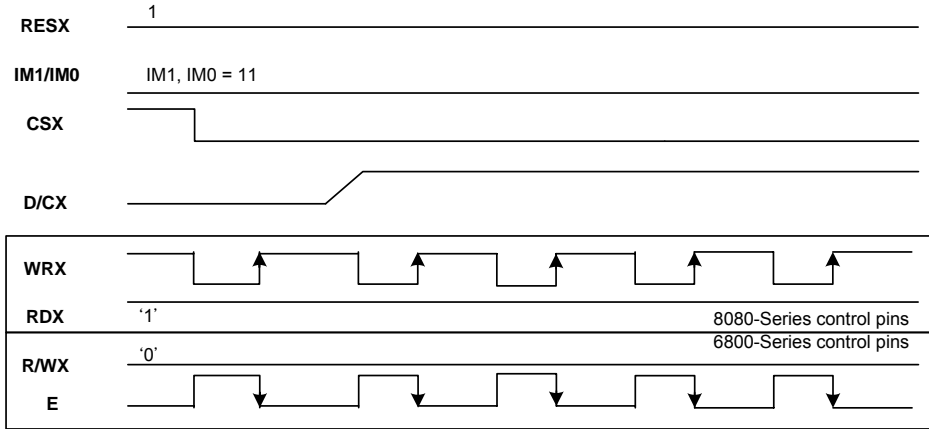 RESX 1
IM1/IM0 IM1, IM0 = 11
CSX
D/CX
WRX
RDX ‘1’ 8080-Series control pins
6800-Series control pins
R/WX ‘0’
E